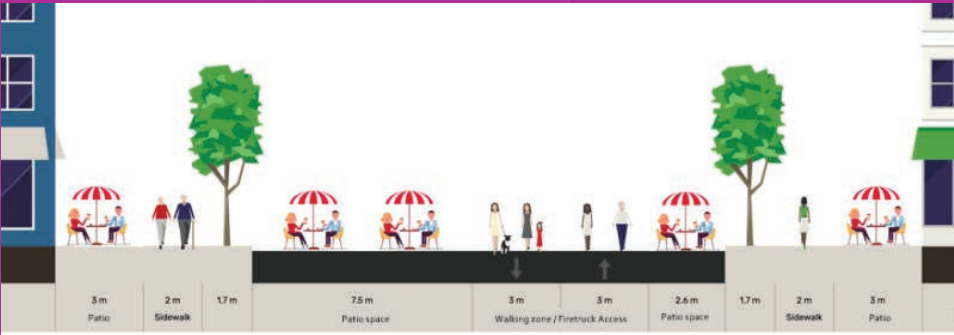 3 m 2 m 1.7 m 7.5 m 3 m 3 m 2.6 m 1.7 m 2 m 3 m
Patio Sidewalk Patio space Walking zone / Firetruck Access Patio space Sidewalk Patio